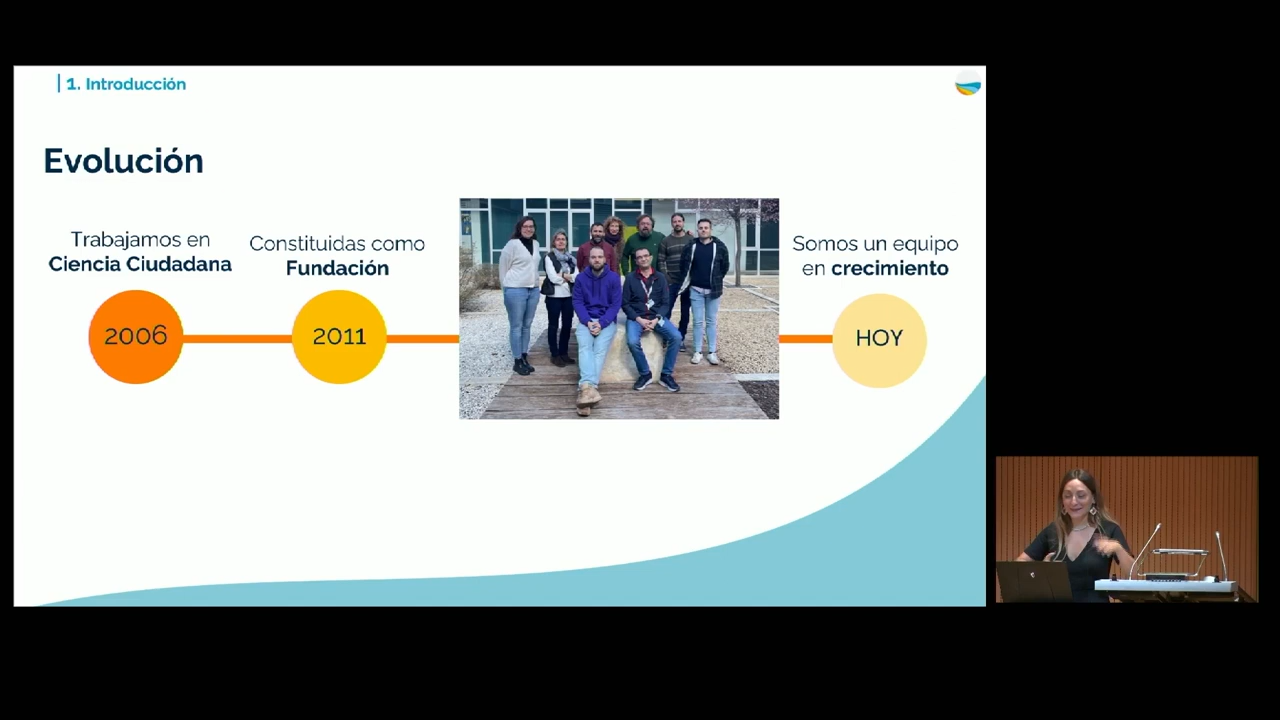 | 1. Introducción
Evolución
Trabajamos en
Ciencia Ciudadana
2006
Constituidas como
Fundación
2011
Somos un equipo
en crecimiento
HOY